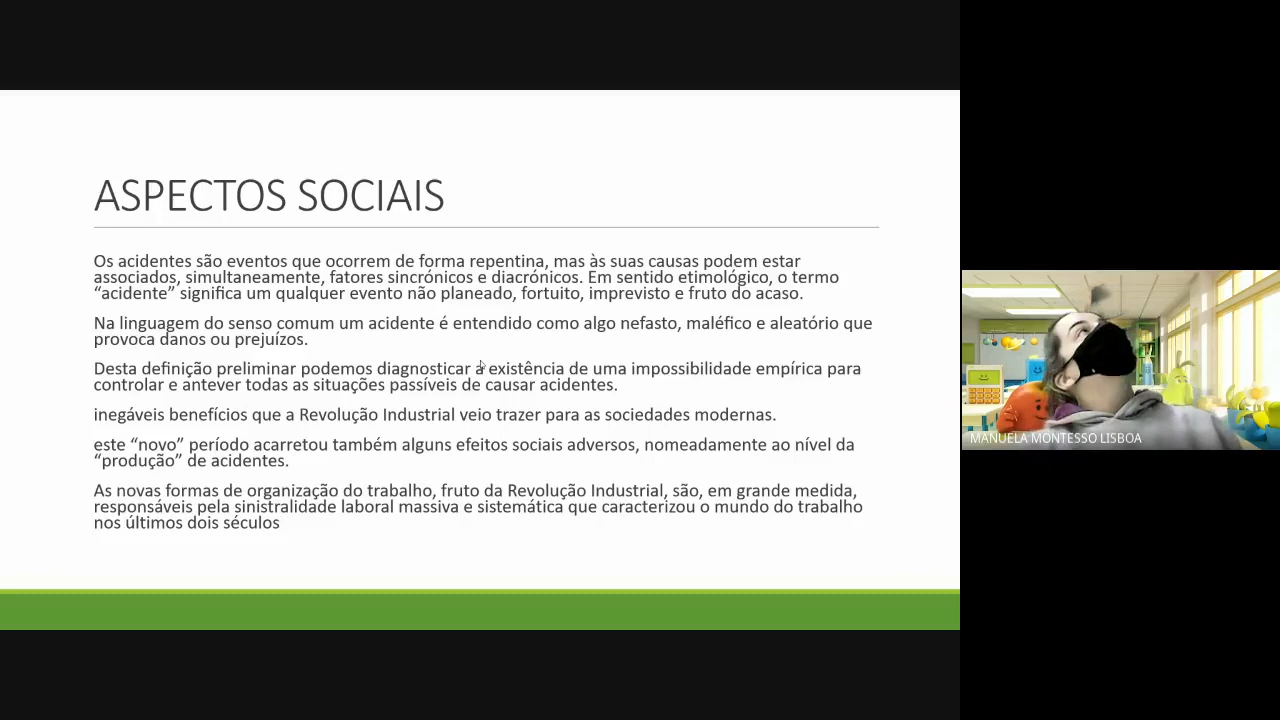 ASPECTOS SOCIAIS
Os acidentes são eventos que ocorrem de forma repentina, mas às suas causas podem estar
associados, simultaneamente, fatores sincrónicos e diacrónicos. Em sentido etimológico, o termo
“acidente” significa um qualquer evento não planeado, fortuito, imprevisto e fruto do acaso.
Na linguagem do senso comum um acidente é entendido como algo nefasto, maléfico e aleatório que
provoca danos ou prejuízos.
Desta definição preliminar podemos diagnosticar a existência de uma impossibilidade empírica para
controlar e antever todas as situações passíveis de causar acidentes.
inegáveis benefícios que a Revolução Industrial veio trazer para as sociedades modernas.
este “novo” período acarretou também alguns efeitos sociais adversos, nomeadamente ao nível da
“produção” de acidentes.
As novas formas de organização do trabalho, fruto da Revolução Industrial, são, em grande medida,
responsáveis pela sinistralidade laboral massiva e sistemática que caracterizou o mundo do trabalho
nos últimos dois séculos
MANUELA MONTESSO LISBOA